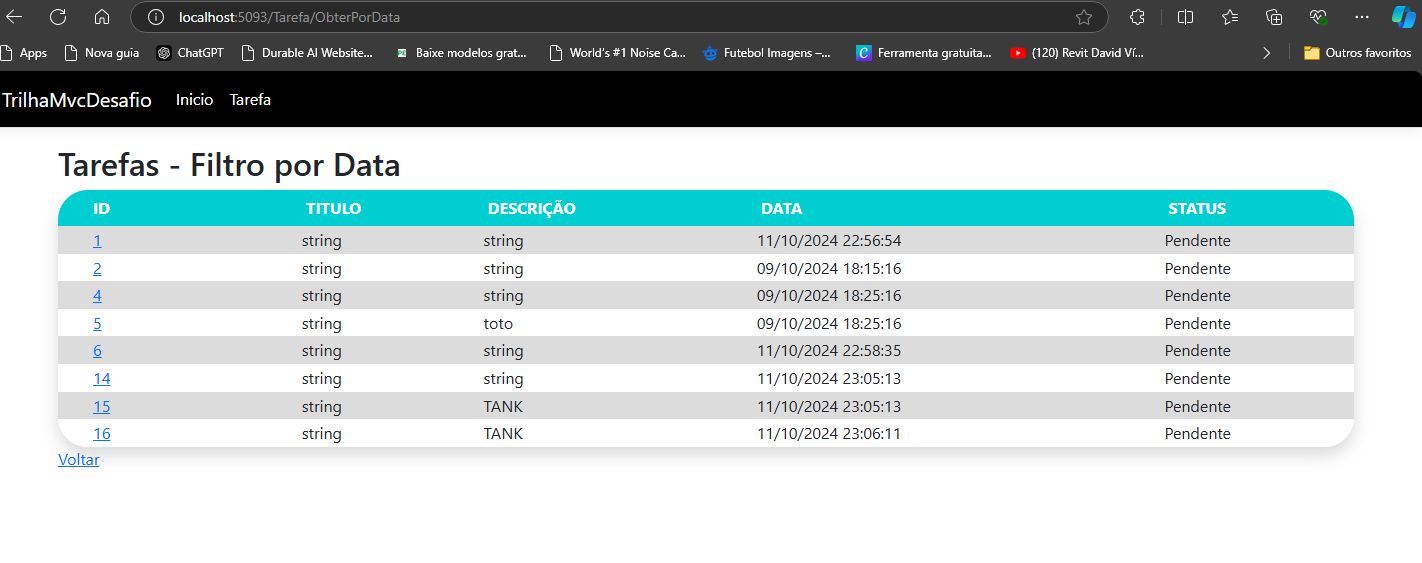 localhost:5093/Tarefa/ObterPorData
Apps Nova guia ChatGPT Durable AI Website... Baixe modelos grat... World's #1 Noise Ca... Futebol Imagens –... Ferramenta gratuita... (120) Revit David Ví... Outros favoritos
TrilhaMvcDesafio Inicio Tarefa
Tarefas - Filtro por Data
ID TITULO DESCRIÇÃO DATA STATUS
1 string string 11/10/2024 22:56:54 Pendente
2 string string 09/10/2024 18:15:16 Pendente
4 string string 09/10/2024 18:25:16 Pendente
5 string toto 09/10/2024 18:25:16 Pendente
6 string string 11/10/2024 22:58:35 Pendente
14 string string 11/10/2024 23:05:13 Pendente
15 string TANK 11/10/2024 23:05:13 Pendente
16 string TANK 11/10/2024 23:06:11 Pendente
Voltar